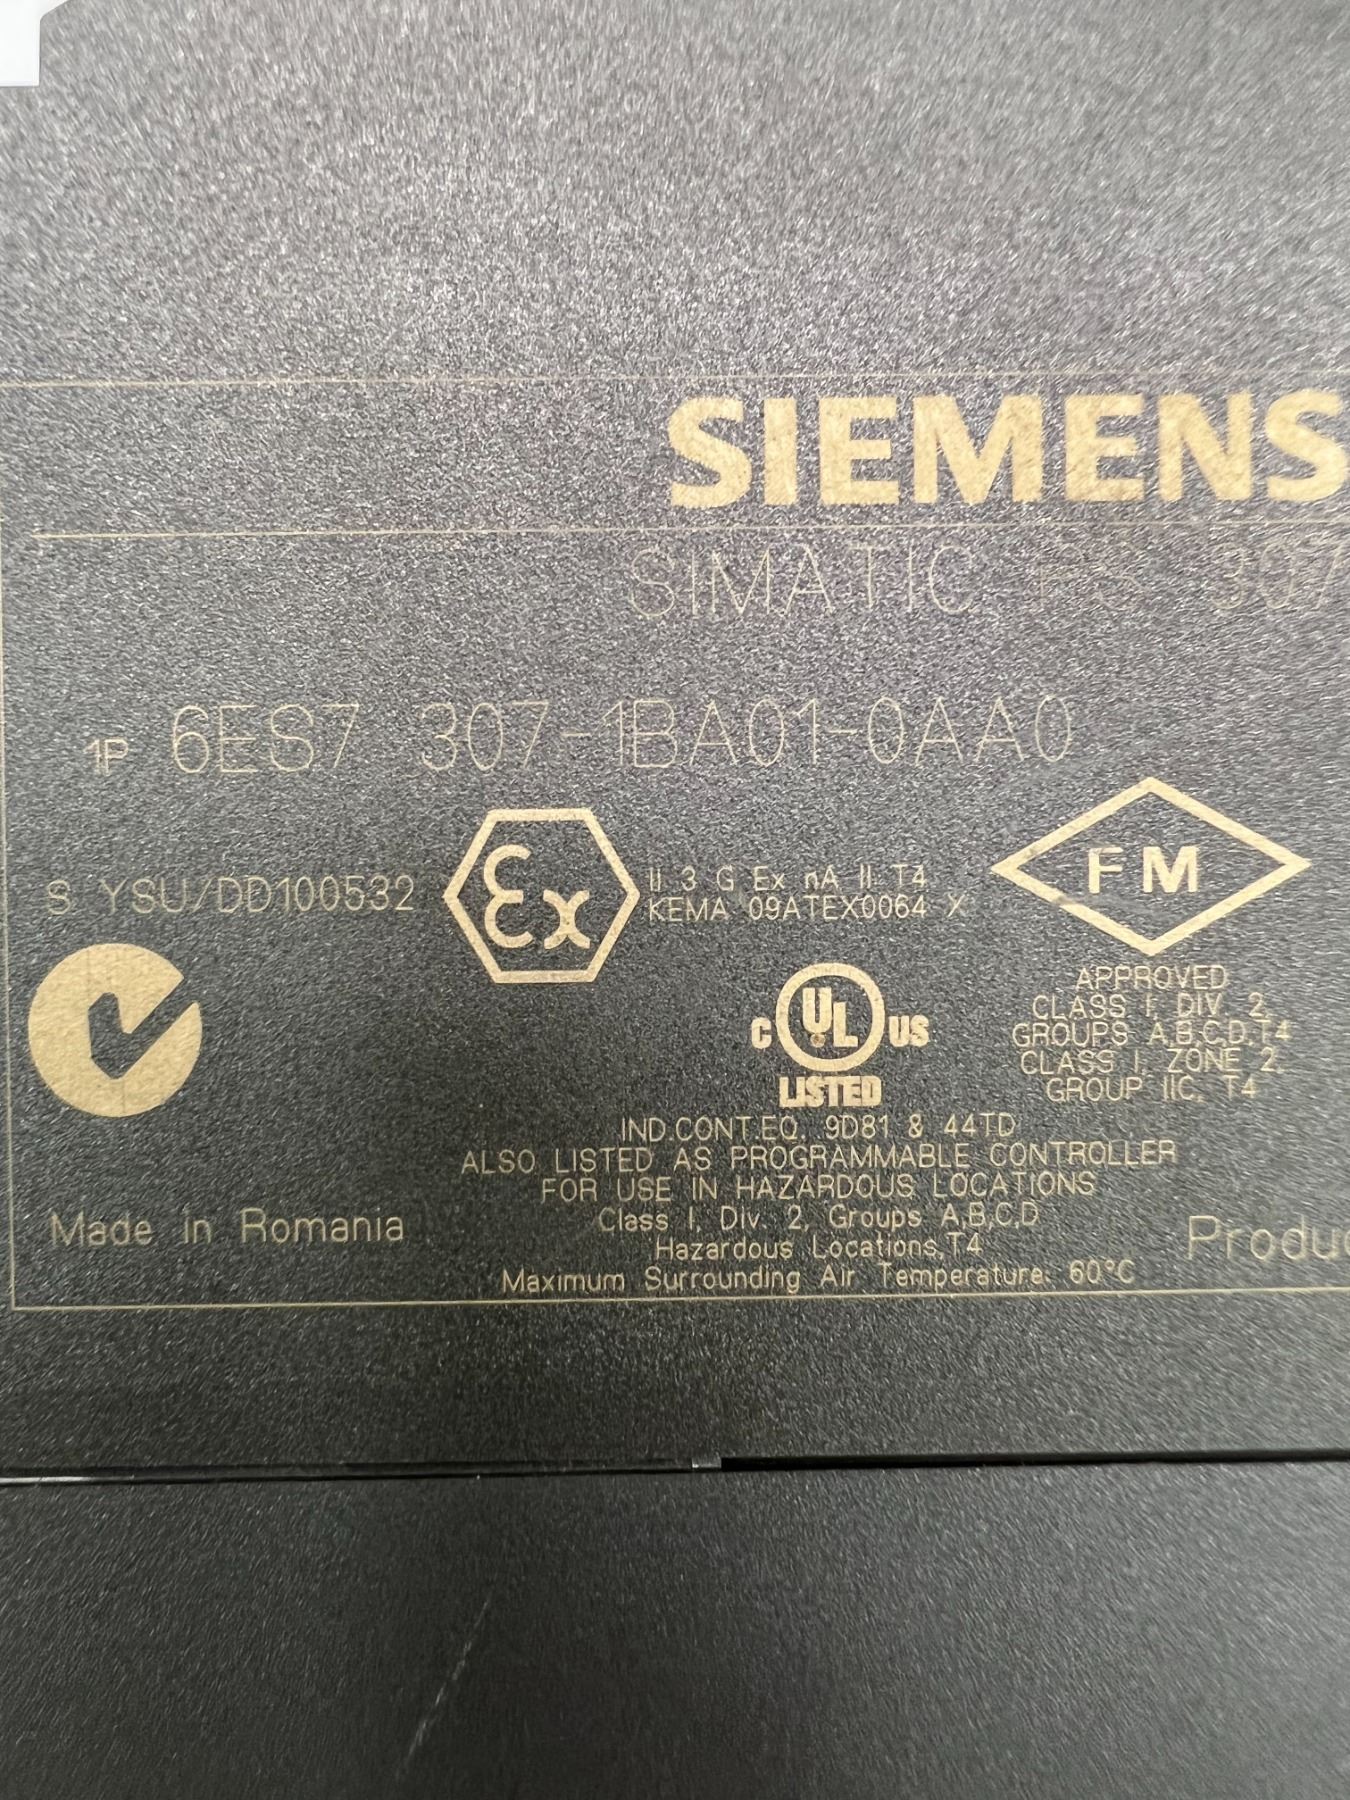 SIEMENS
SIMATIC PS 307
1P 6ES7 307-1BA01-0AA0
S YSU/DD100532
Ex
II 3 G Ex nA II T4
KEMA 09ATEX0064 X
FM
APPROVED
CLASS I, DIV. 2,
GROUPS A,B,C,D,T4
CLASS I, ZONE 2,
GROUP IIC, T4
C UL US
LISTED
IND.CONT.EQ. 9D81 & 44TD
ALSO LISTED AS PROGRAMMABLE CONTROLLER
FOR USE IN HAZARDOUS LOCATIONS
Class I, Div. 2, Groups A,B,C,D
Hazardous Locations,T4
Maximum Surrounding Air Temperature: 60°C
Made in Romania
Produc